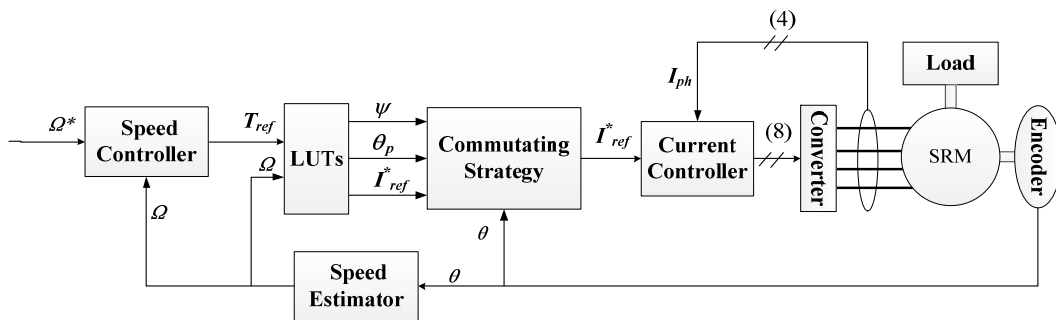 (4)
Load
I_ph
Encoder
Ω*
Speed
Controller
T_ref
Ω
LUTs
ψ
θ_p
I*_ref
Commutating
Strategy
I*_ref
Current
Controller
(8)
Converter
SRM
Ω
θ
Speed
Estimator
θ